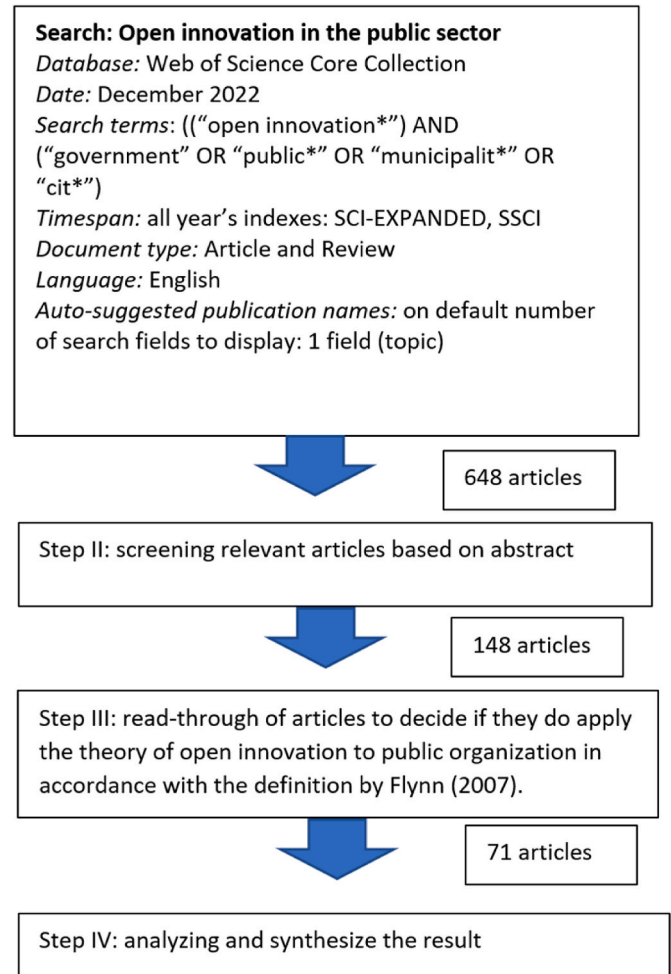 Search: Open innovation in the public sector
Database: Web of Science Core Collection
Date: December 2022
Search terms: ((“open innovation*”) AND
(“government” OR “public*” OR “municipalit*” OR
“cit*”)
Timespan: all year’s indexes: SCI-EXPANDED, SSCI
Document type: Article and Review
Language: English
Auto-suggested publication names: on default number
of search fields to display: 1 field (topic)
648 articles
Step II: screening relevant articles based on abstract
148 articles
Step III: read-through of articles to decide if they do apply
the theory of open innovation to public organization in
accordance with the definition by Flynn (2007).
71 articles
Step IV: analyzing and synthesize the result